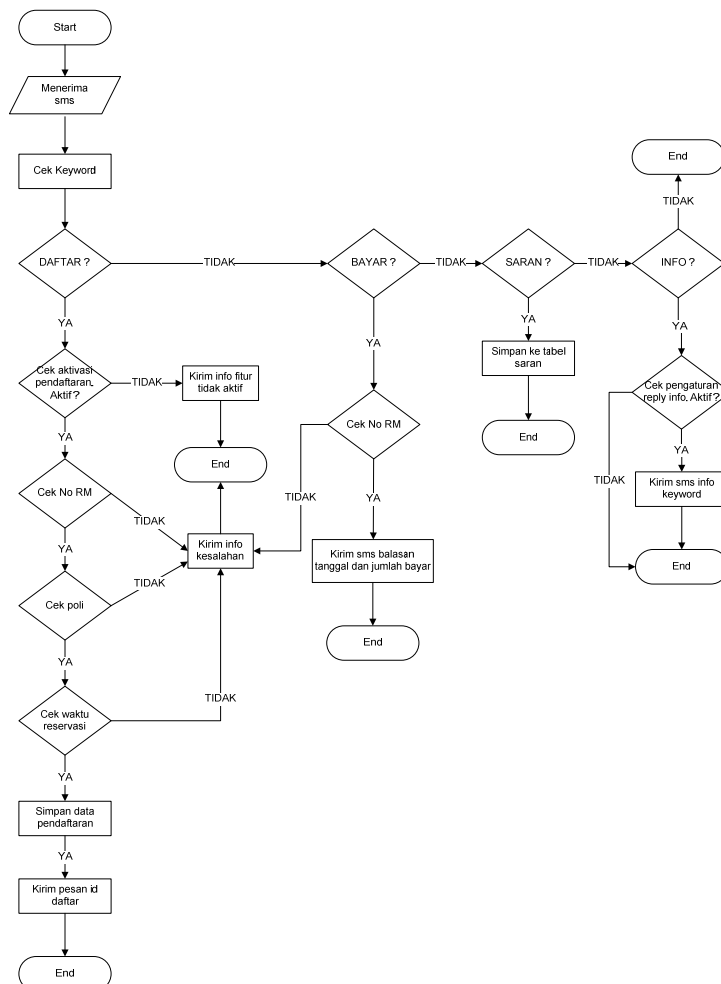 Start
Menerima
sms
Cek Keyword
DAFTAR ?
TIDAK
BAYAR ?
TIDAK
SARAN ?
TIDAK
INFO ?
TIDAK
End
YA
Cek aktivasi
pendaftaran.
Aktif ?
TIDAK
Kirim info fitur
tidak aktif
End
YA
Cek No RM
TIDAK
Kirim info
kesalahan
YA
Cek poli
TIDAK
YA
Cek waktu
reservasi
TIDAK
YA
Simpan data
pendaftaran
YA
Kirim pesan id
daftar
End
YA
Cek No RM
TIDAK
YA
Kirim sms balasan
tanggal dan jumlah bayar
End
YA
Simpan ke tabel
saran
End
YA
Cek pengaturan
reply info. Aktif ?
TIDAK
YA
Kirim sms info
keyword
End